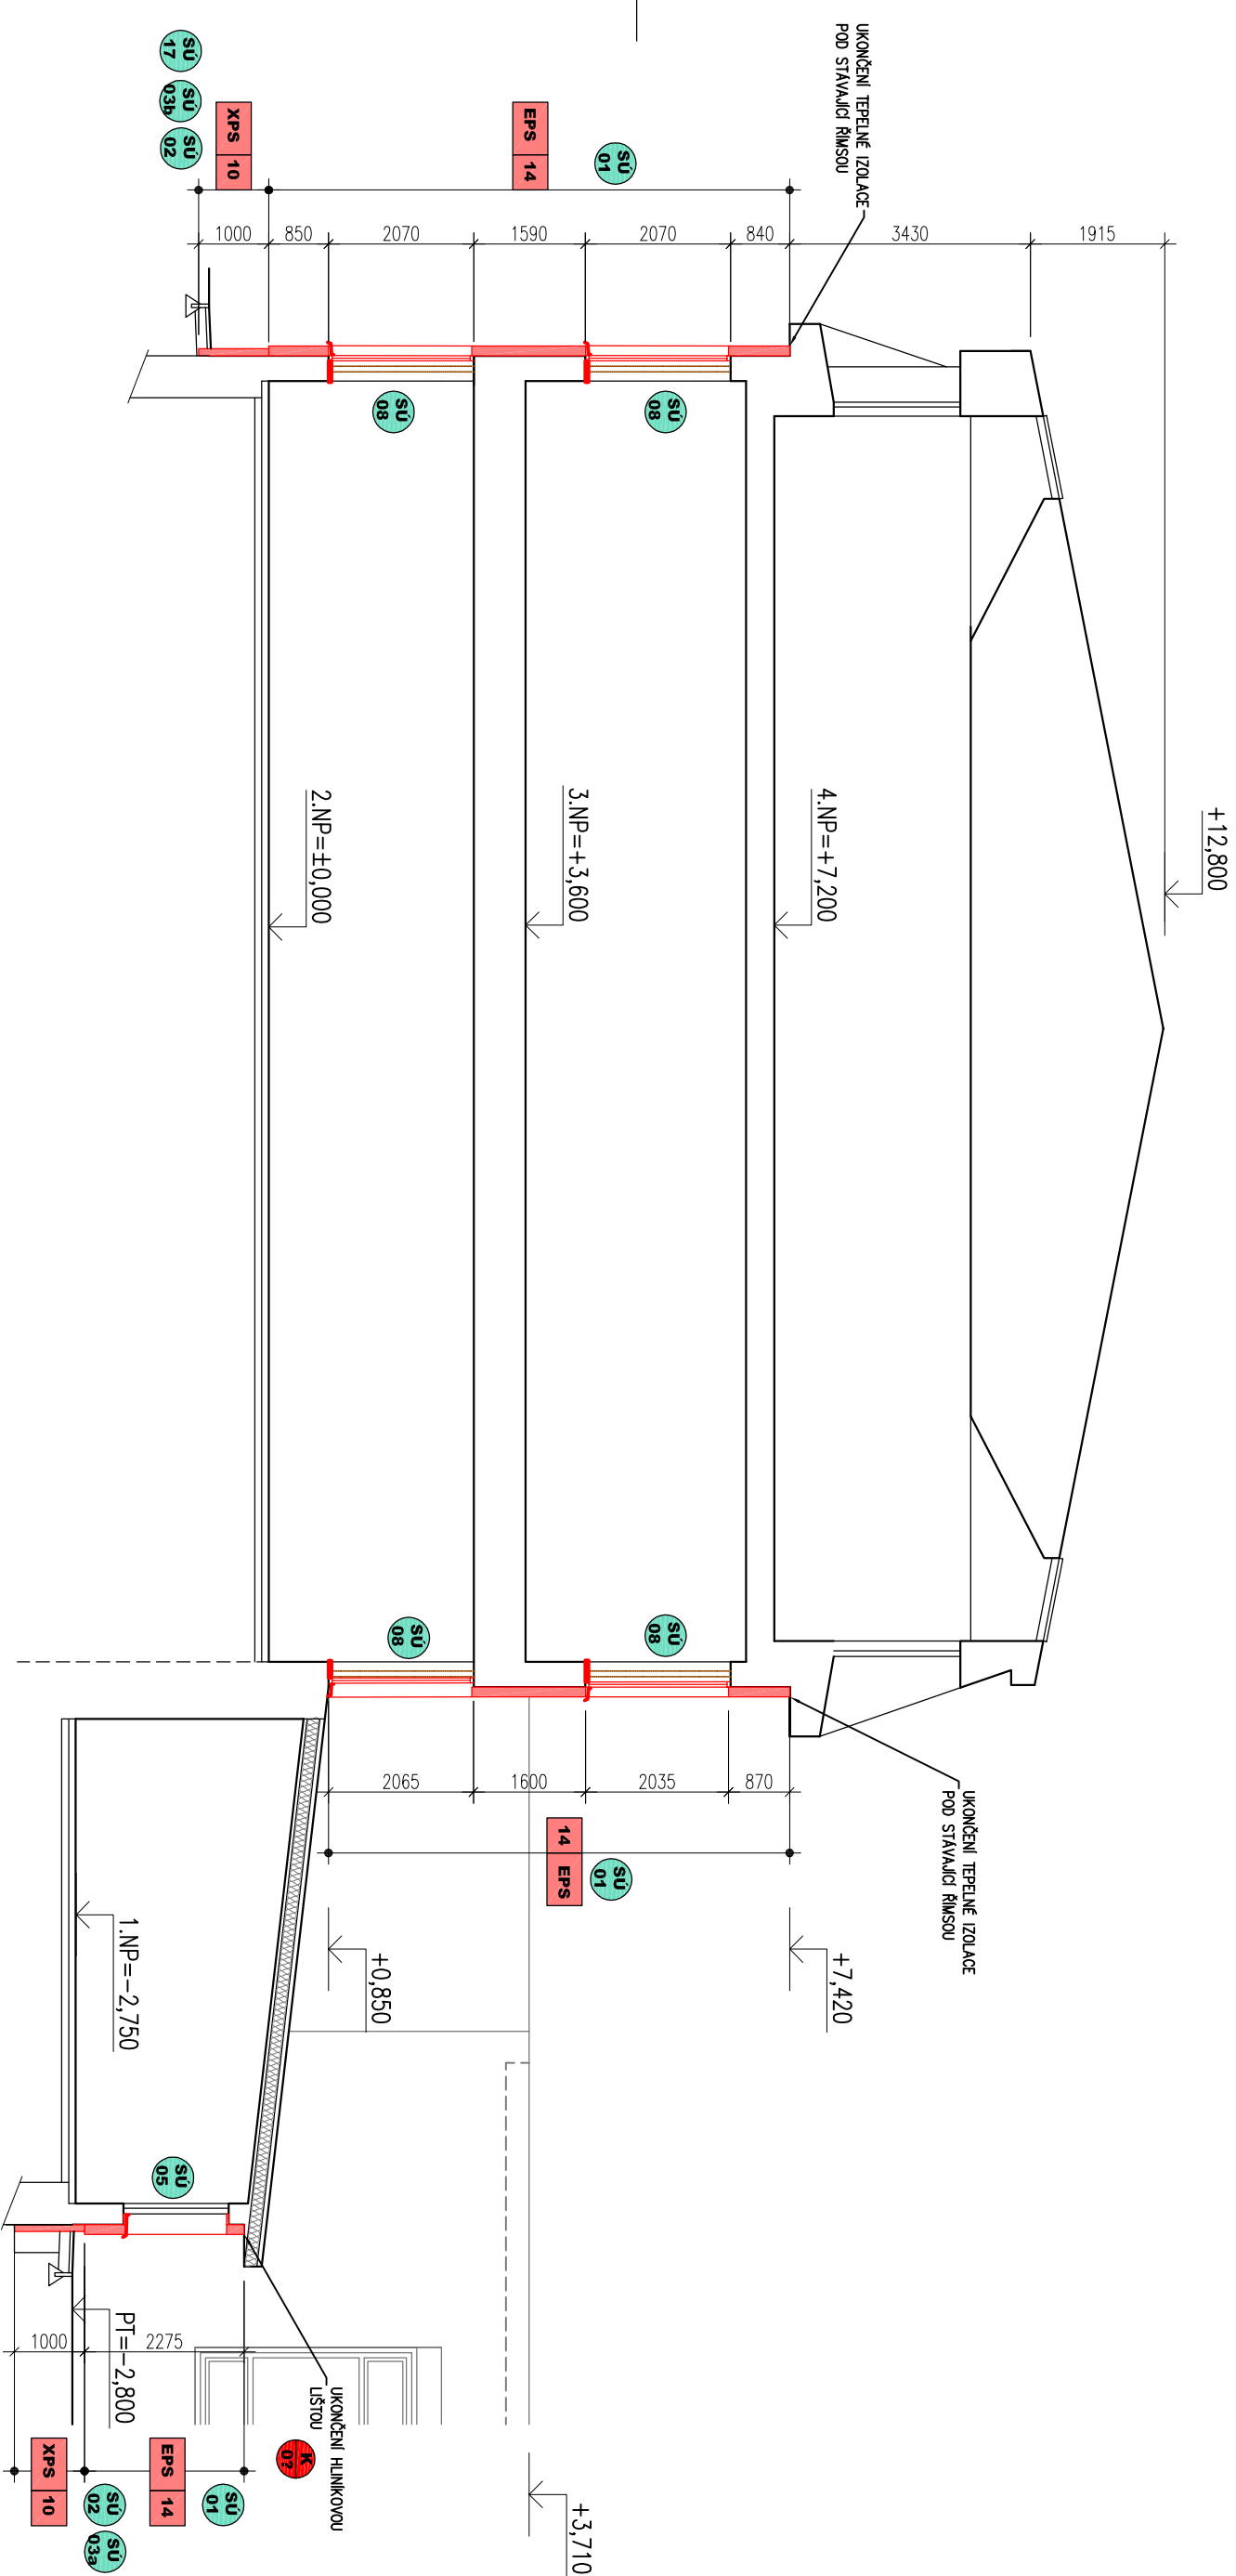 +12,800
UKONČENÍ TEPELNÉ IZOLACE
POD STÁVAJÍCÍ ŘÍMSOU
UKONČENÍ TEPELNÉ IZOLACE
POD STÁVAJÍCÍ ŘÍMSOU
1915
3430
840
2070
1590
2070
850
1000
SÚ
01
EPS 14
XPS 10
SÚ
17
SÚ
03b
SÚ
02
SÚ
08
SÚ
08
4.NP=+7,200
3.NP=+3,600
2.NP=±0,000
SÚ
08
SÚ
08
870
2035
1600
2065
SÚ
01
14 EPS
+7,420
+0,850
1.NP=-2,750
SÚ
05
PT=-2,800
2275
1000
UKONČENÍ HLINÍKOVOU
LIŠTOU
K
0?
+3,710
SÚ
01
EPS 14
SÚ
02
SÚ
03a
XPS 10